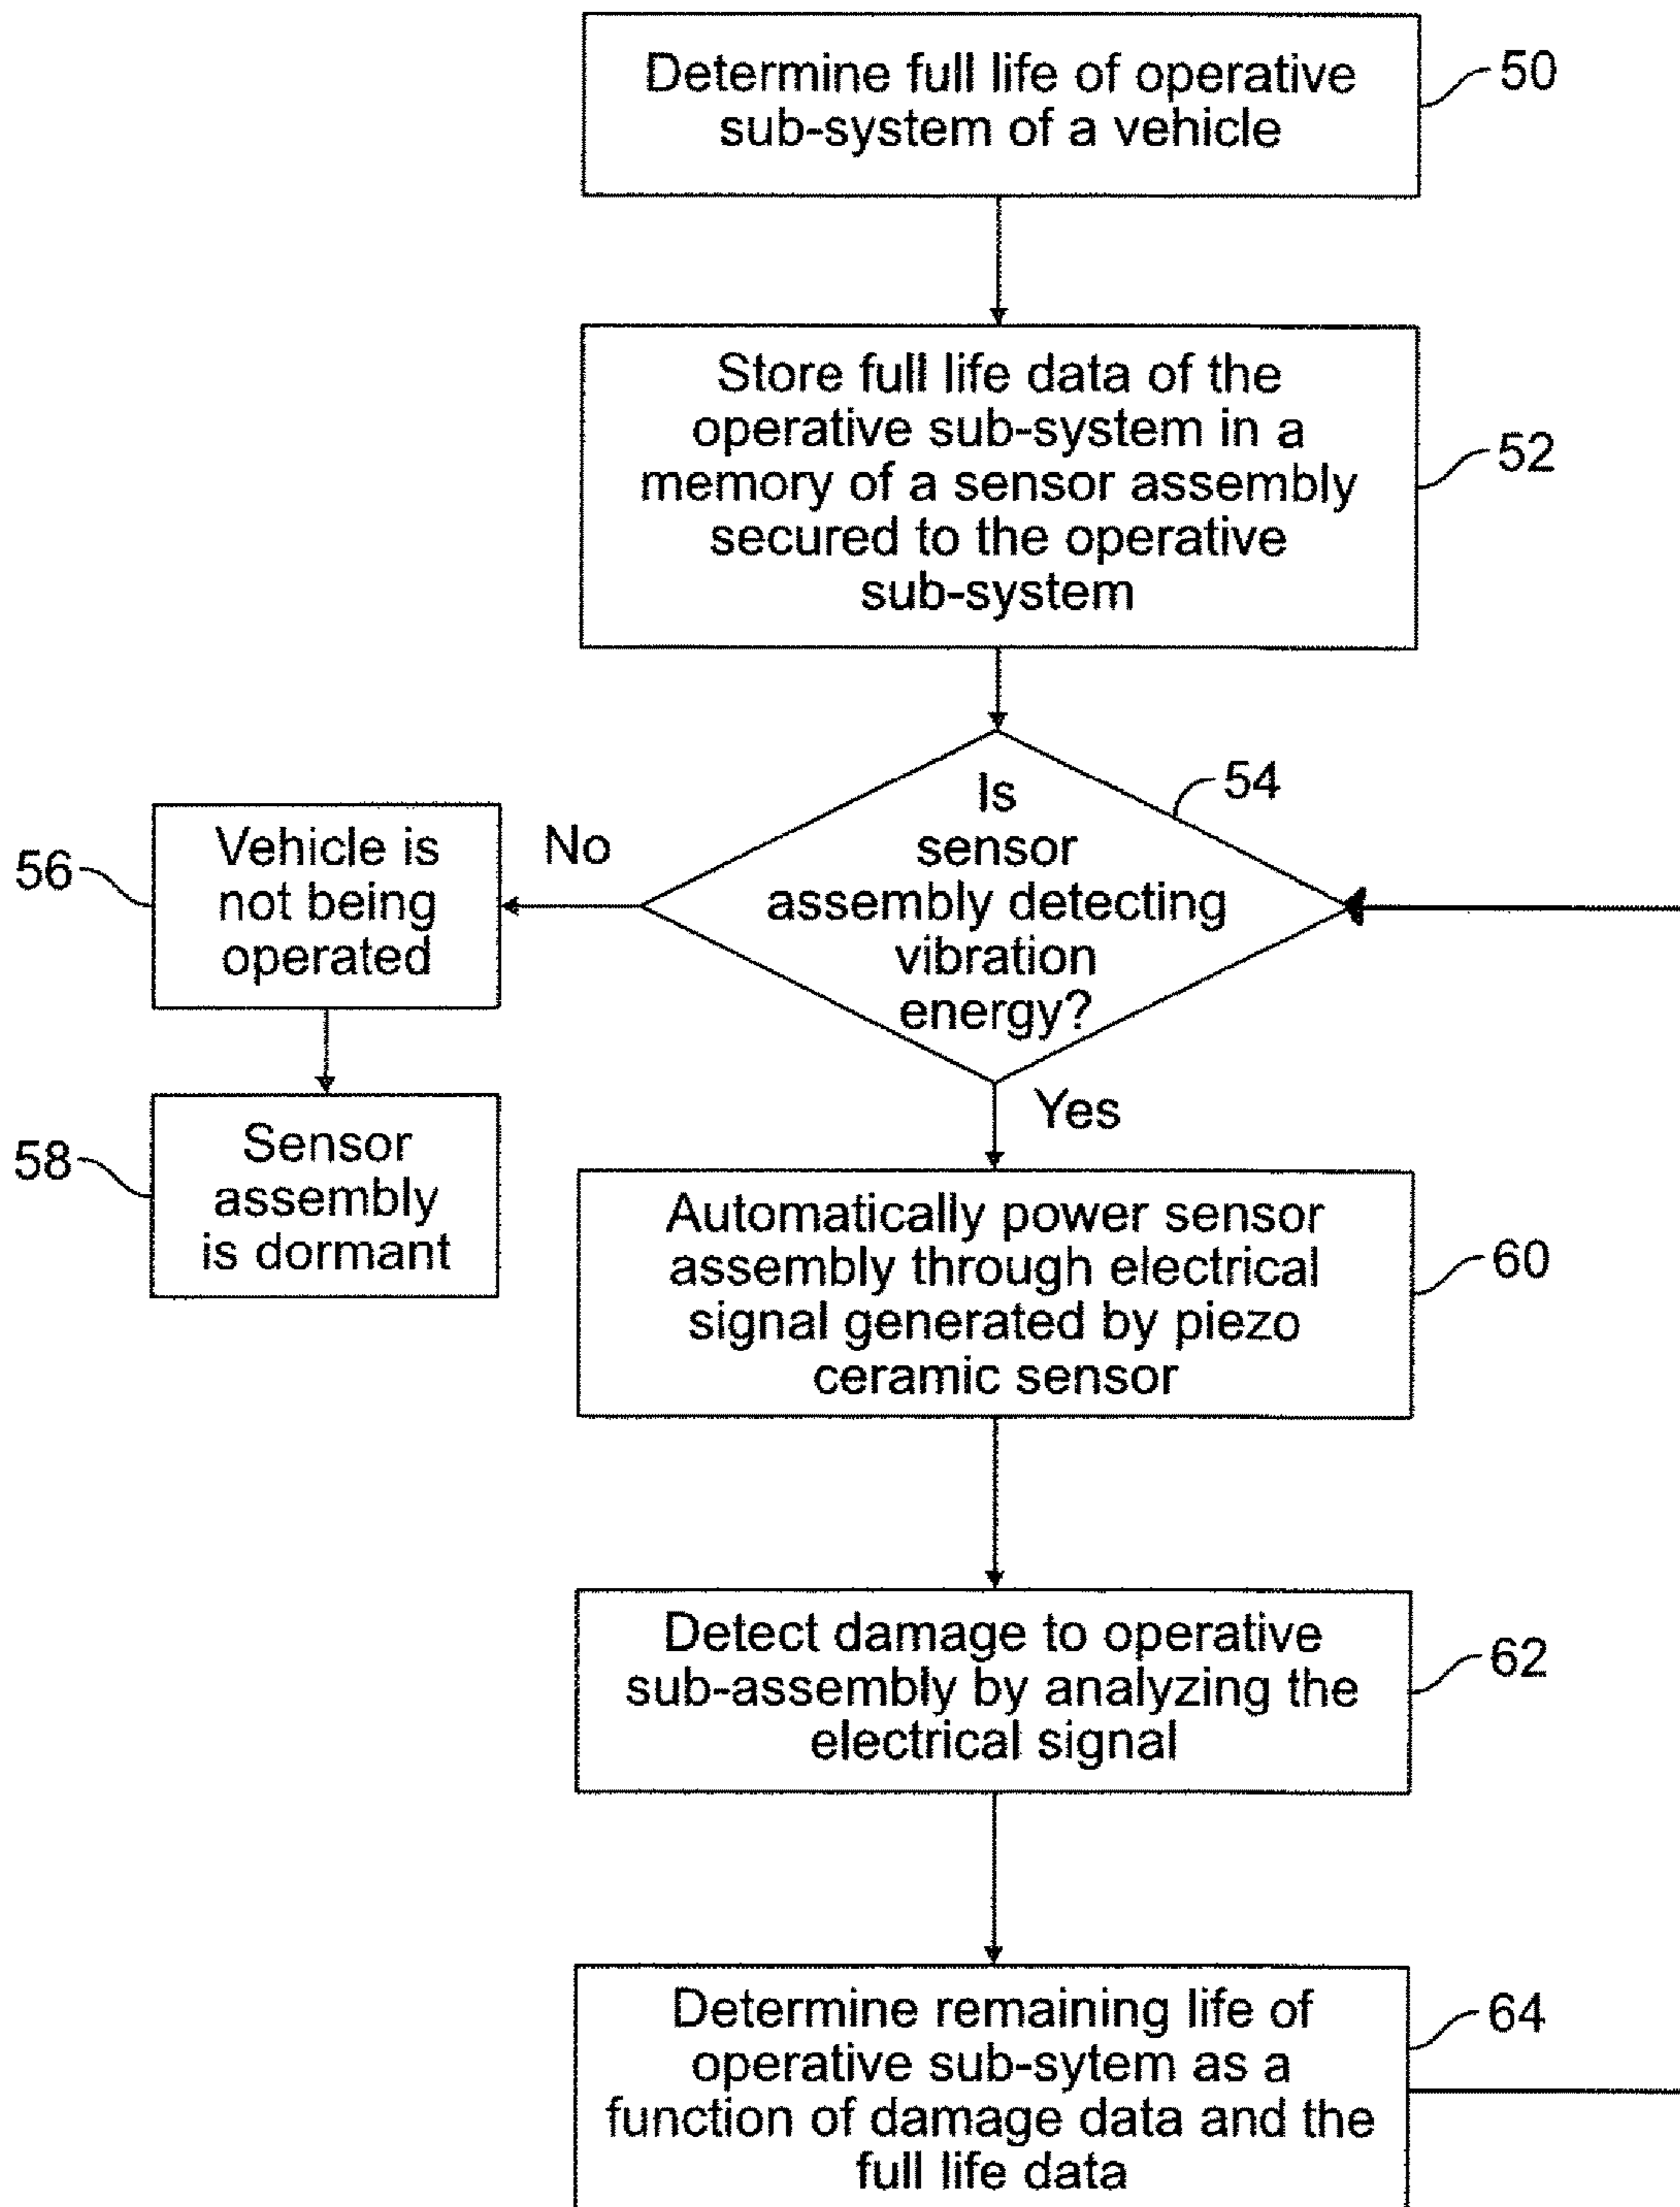 Determine full life of operative
sub-system of a vehicle
50
Store full life data of the
operative sub-system in a
memory of a sensor assembly
secured to the operative
sub-system
52
Is
sensor
assembly detecting
vibration
energy?
54
No
Vehicle is
not being
operated
56
Sensor
assembly
is dormant
58
Yes
Automatically power sensor
assembly through electrical
signal generated by piezo
ceramic sensor
60
Detect damage to operative
sub-assembly by analyzing the
electrical signal
62
Determine remaining life of
operative sub-sytem as a
function of damage data and the
full life data
64